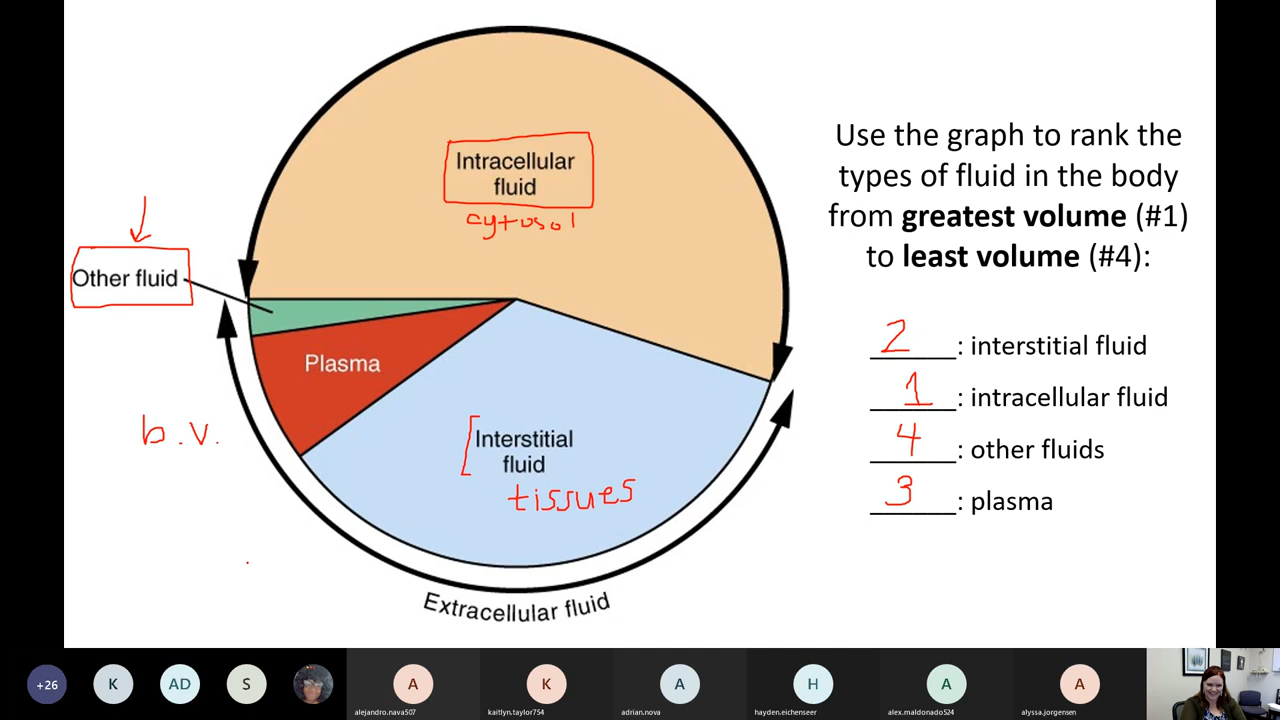 Intracellular
fluid
cytosol
Other fluid
Plasma
b.v.
Interstitial
fluid
tissues
Extracellular fluid
Use the graph to rank the
types of fluid in the body
from greatest volume (#1)
to least volume (#4):
2 : interstitial fluid
1 : intracellular fluid
4 : other fluids
3 : plasma
+26
K
AD
S
A
alejandro.nava507
K
kaitlyn.taylor754
A
adrian.nova
H
hayden.eichenseer
A
alex.maldonado524
A
alyssa.jorgensen